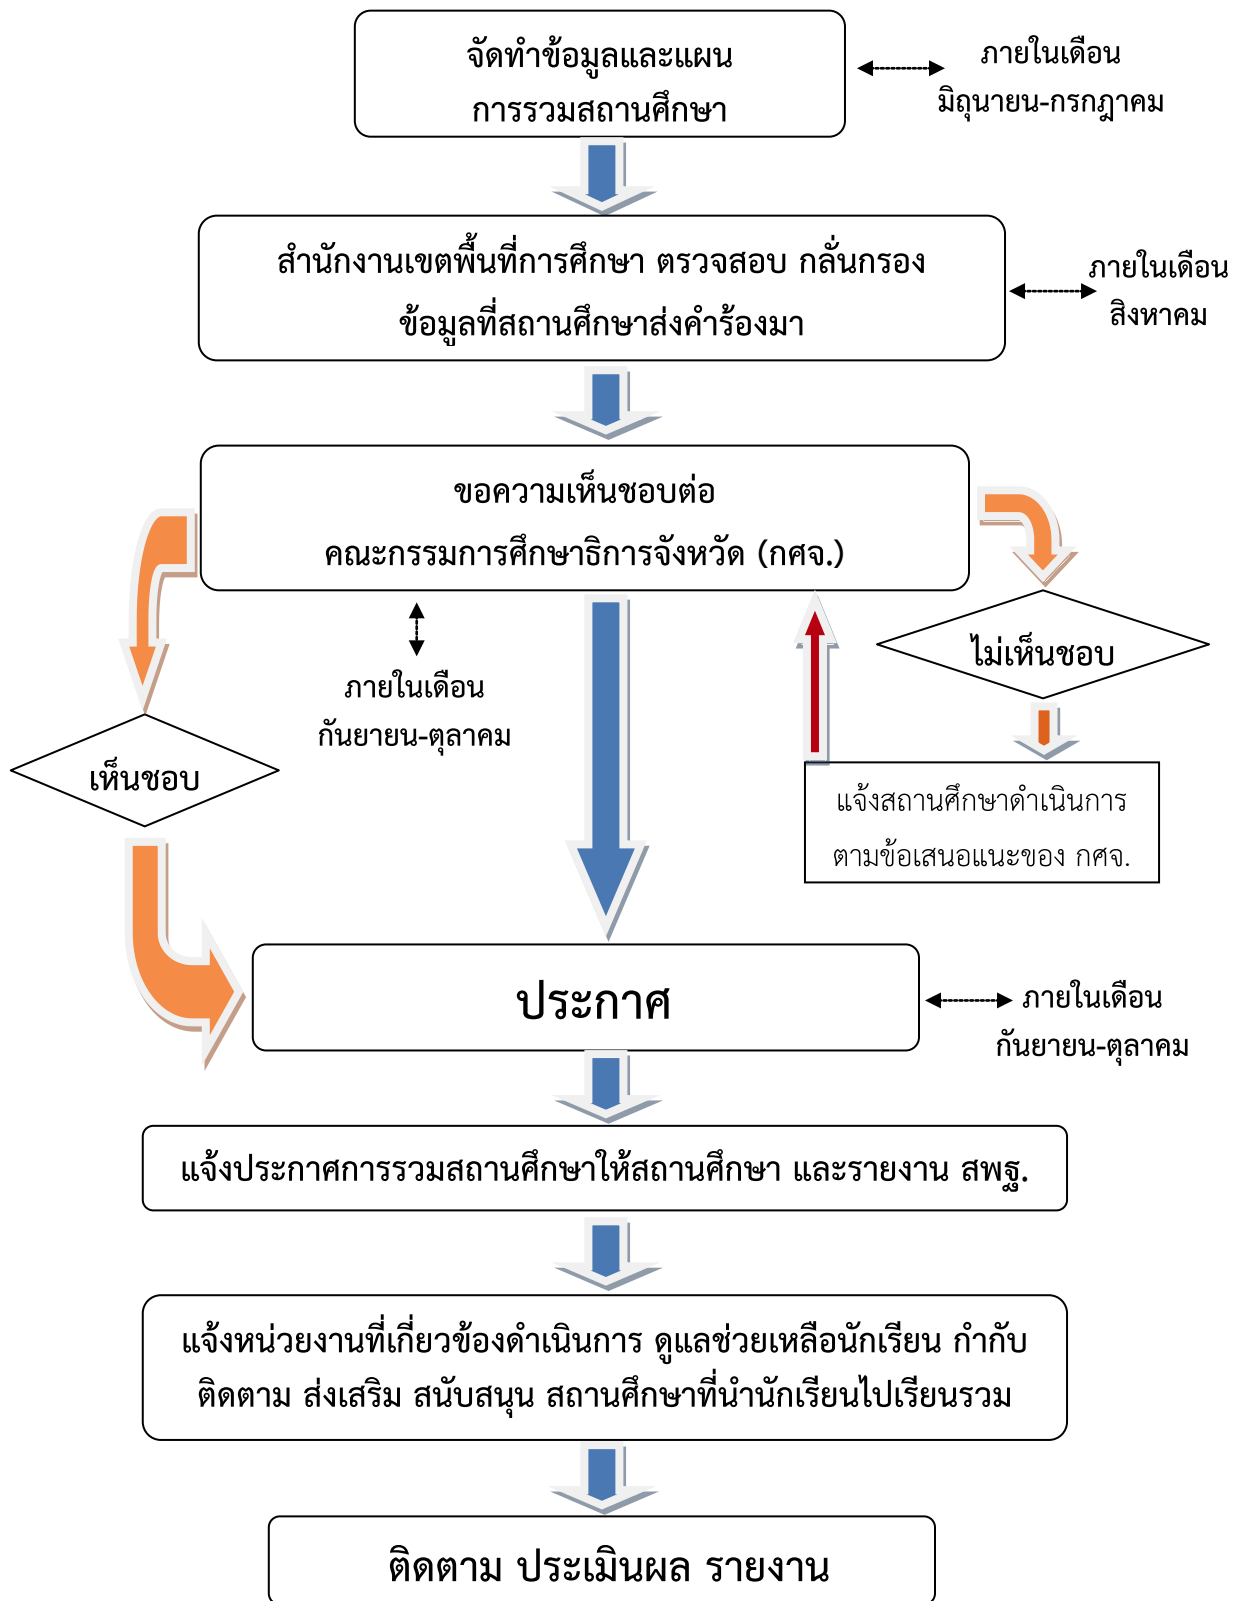 จัดทำข้อมูลและแผน
การรวมสถานศึกษา
ภายในเดือน
มิถุนายน-กรกฎาคม
สำนักงานเขตพื้นที่การศึกษา ตรวจสอบ กลั่นกรอง
ข้อมูลที่สถานศึกษาส่งคำร้องมา
ภายในเดือน
สิงหาคม
ขอความเห็นชอบต่อ
คณะกรรมการศึกษาธิการจังหวัด (กศจ.)
ไม่เห็นชอบ
ภายในเดือน
กันยายน-ตุลาคม
เห็นชอบ
แจ้งสถานศึกษาดำเนินการ
ตามข้อเสนอแนะของ กศจ.
ประกาศ
ภายในเดือน
กันยายน-ตุลาคม
แจ้งประกาศการรวมสถานศึกษาให้สถานศึกษา และรายงาน สพฐ.
แจ้งหน่วยงานที่เกี่ยวข้องดำเนินการ ดูแลช่วยเหลือนักเรียน กำกับ
ติดตาม ส่งเสริม สนับสนุน สถานศึกษาที่นำนักเรียนไปเรียนรวม
ติดตาม ประเมินผล รายงาน